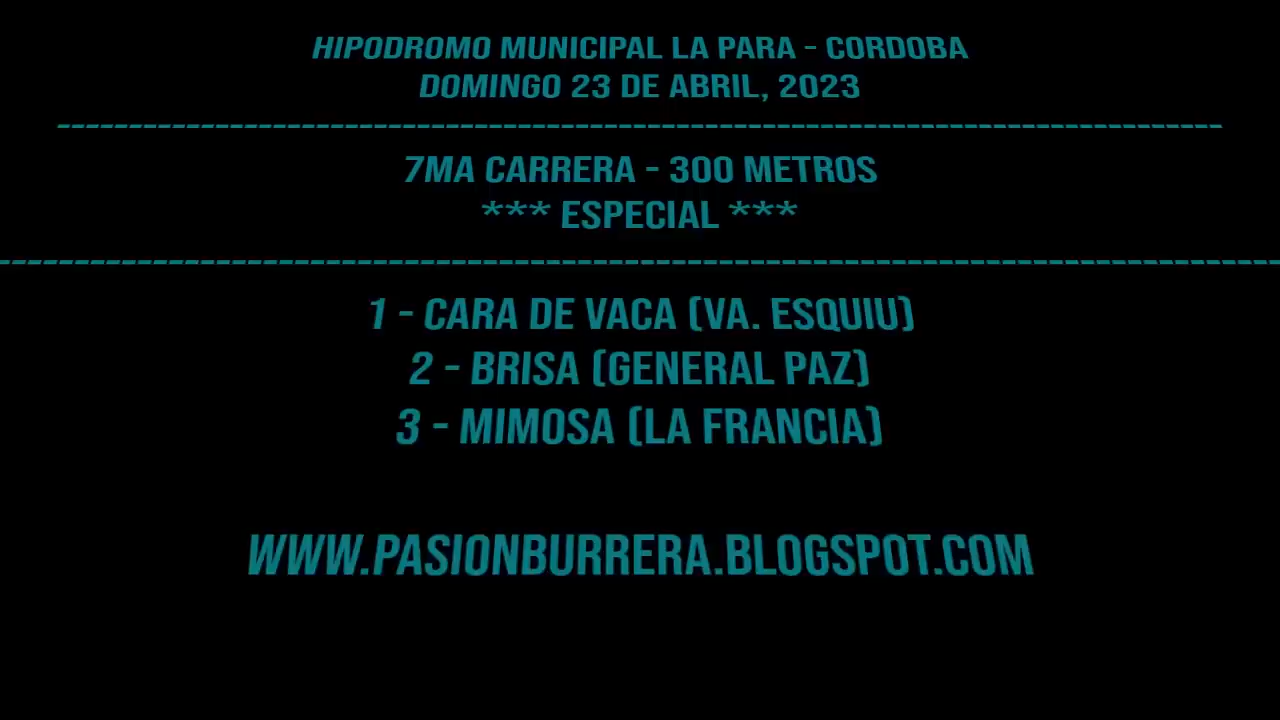 HIPODROMO MUNICIPAL LA PARA - CORDOBA
DOMINGO 23 DE ABRIL, 2023
--------------------------------------------------------------------------------
7MA CARRERA - 300 METROS
*** ESPECIAL ***
--------------------------------------------------------------------------------
1 - CARA DE VACA (VA. ESQUIU)
2 - BRISA (GENERAL PAZ)
3 - MIMOSA (LA FRANCIA)
WWW.PASIONBURRERA.BLOGSPOT.COM